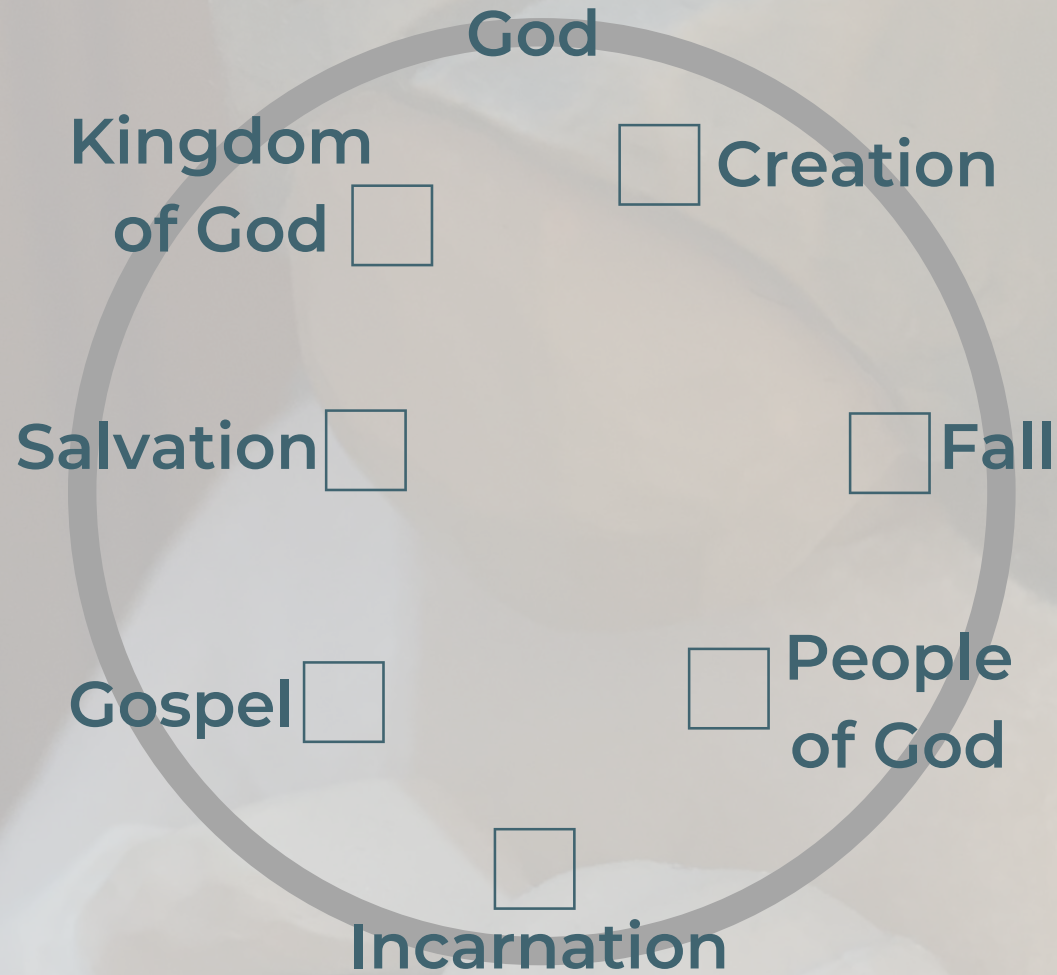 God
Creation
Fall
People
of God
Incarnation
Gospel
Salvation
Kingdom
of God